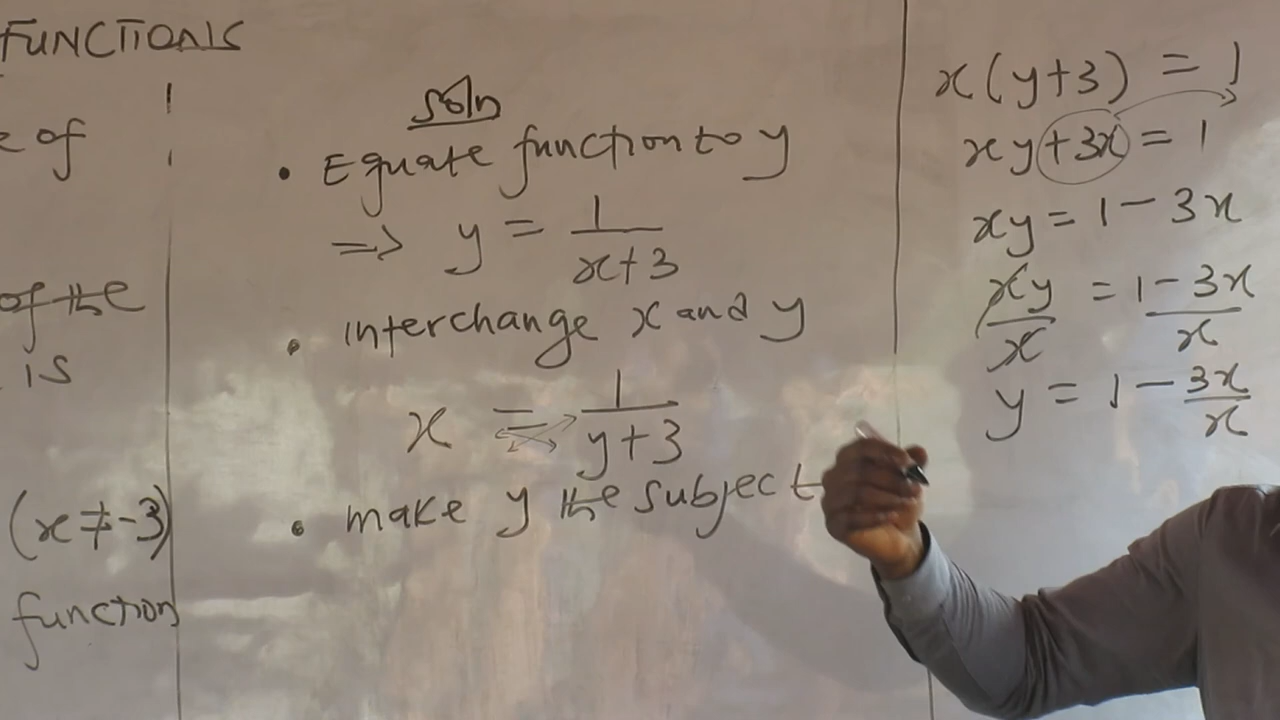 FUNCTIONS
of
of the
is
(x ≠ -3)
function
Soln
• Equate function to y
=> y = 1/(x+3)
• interchange x and y
x = 1/(y+3)
• make y the subject
x(y+3) = 1
xy+3x = 1
xy = 1 - 3x
xy/x = 1 - 3x/x
y = 1 - 3x/x